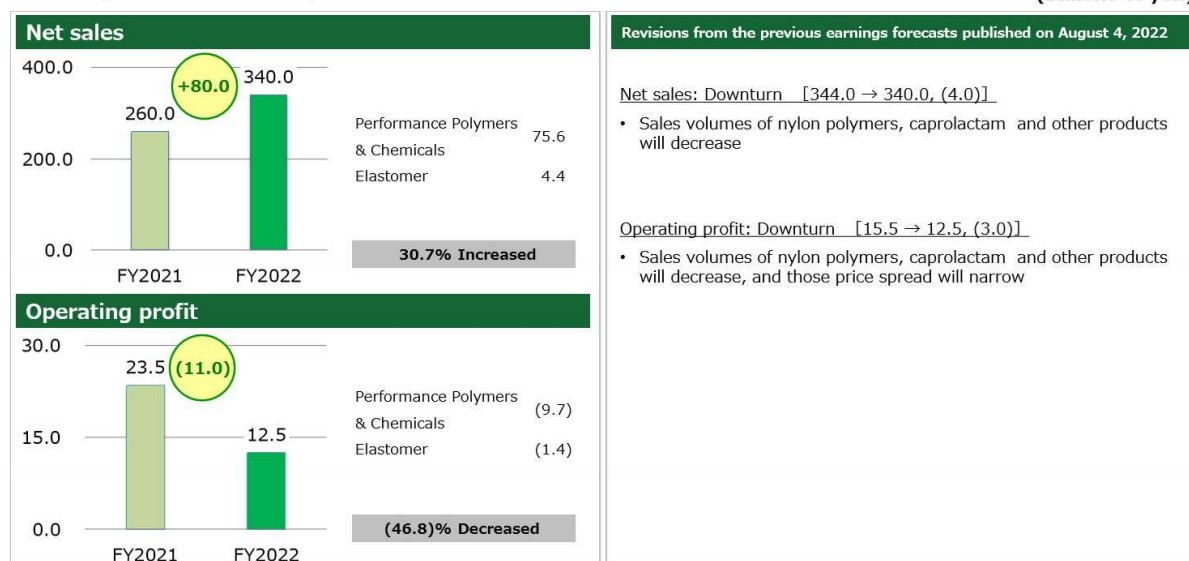 Net sales
400.0
200.0
0.0
260.0
+80.0
340.0
FY2021
FY2022
Performance Polymers
& Chemicals
75.6
Elastomer
4.4
30.7% Increased
Operating profit
30.0
15.0
0.0
23.5
(11.0)
12.5
FY2021
FY2022
Performance Polymers
& Chemicals
(9.7)
Elastomer
(1.4)
(46.8)% Decreased
Revisions from the previous earnings forecasts published on August 4, 2022
Net sales: Downturn [344.0 → 340.0, (4.0)]
• Sales volumes of nylon polymers, caprolactam and other products
will decrease
Operating profit: Downturn [15.5 → 12.5, (3.0)]
• Sales volumes of nylon polymers, caprolactam and other products
will decrease, and those price spread will narrow